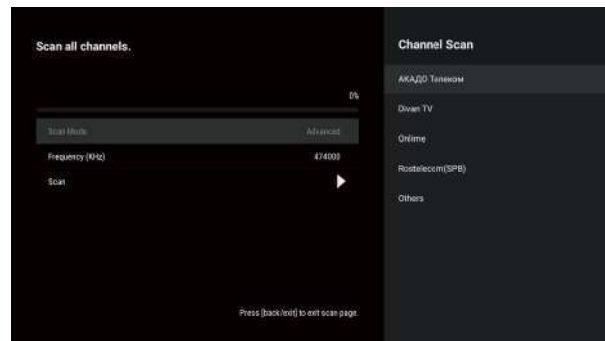 Scan all channels.
0%
Scan Mode Advanced
Frequency (KHz) 474000
Scan
Press [back/exit] to exit scan page.
Channel Scan
АКАДО Телеком
Divan TV
Onlime
Rostelecom(SPB)
Others